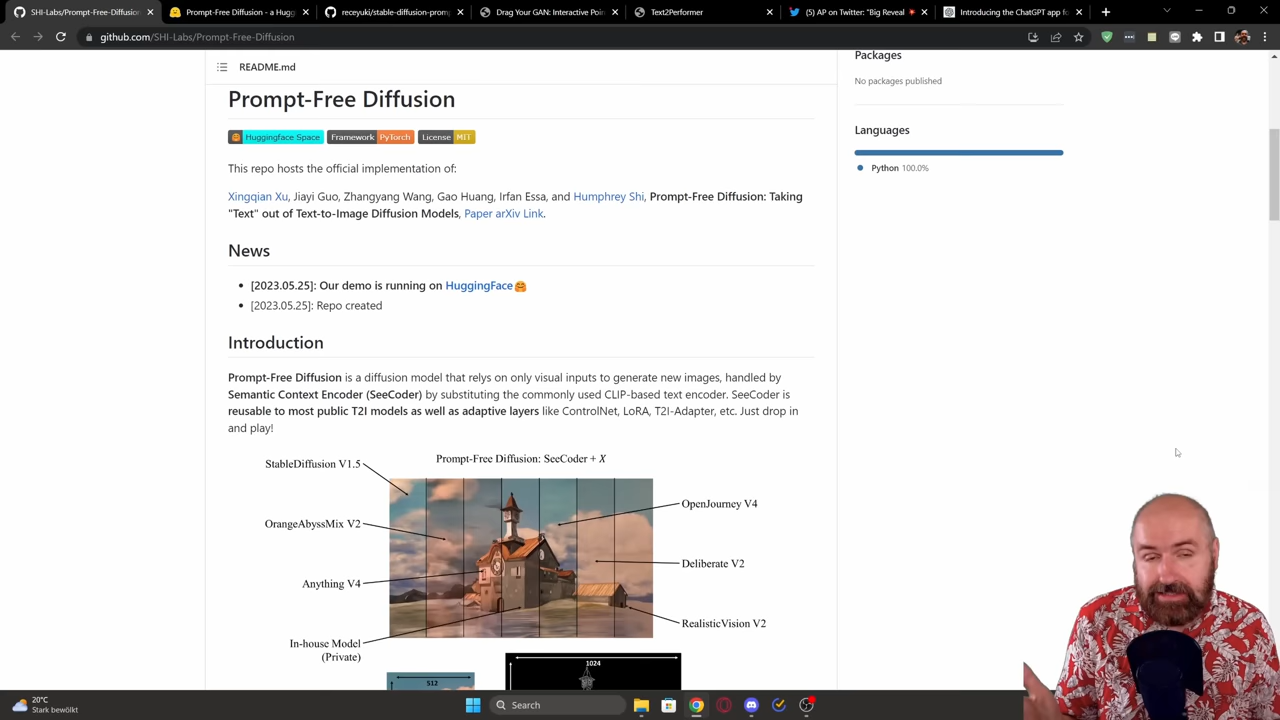 SHI-Labs/Prompt-Free-Diffusion
Prompt-Free Diffusion - a Hugg
receyuki/stable-diffusion-prom
Drag Your GAN: Interactive Poin
Text2Performer
(5) AP on Twitter: "Big Reveal
Introducing the ChatGPT app fo
github.com/SHI-Labs/Prompt-Free-Diffusion
README.md
Packages
No packages published
Languages
Python 100.0%
Prompt-Free Diffusion
Huggingface Space Framework PyTorch License MIT
This repo hosts the official implementation of:
Xingqian Xu, Jiayi Guo, Zhangyang Wang, Gao Huang, Irfan Essa, and Humphrey Shi, Prompt-Free Diffusion: Taking
"Text" out of Text-to-Image Diffusion Models, Paper arXiv Link.
News
[2023.05.25]: Our demo is running on HuggingFace🤗
[2023.05.25]: Repo created
Introduction
Prompt-Free Diffusion is a diffusion model that relies on only visual inputs to generate new images, handled by
Semantic Context Encoder (SeeCoder) by substituting the commonly used CLIP-based text encoder. SeeCoder is
reusable to most public T2I models as well as adaptive layers like ControlNet, LoRA, T2I-Adapter, etc. Just drop in
and play!
Prompt-Free Diffusion: SeeCoder + X
StableDiffusion V1.5
OrangeAbyssMix V2
Anything V4
In-house Model
(Private)
OpenJourney V4
Deliberate V2
RealisticVision V2
512
1024
20°C
Stark bewölkt
Search